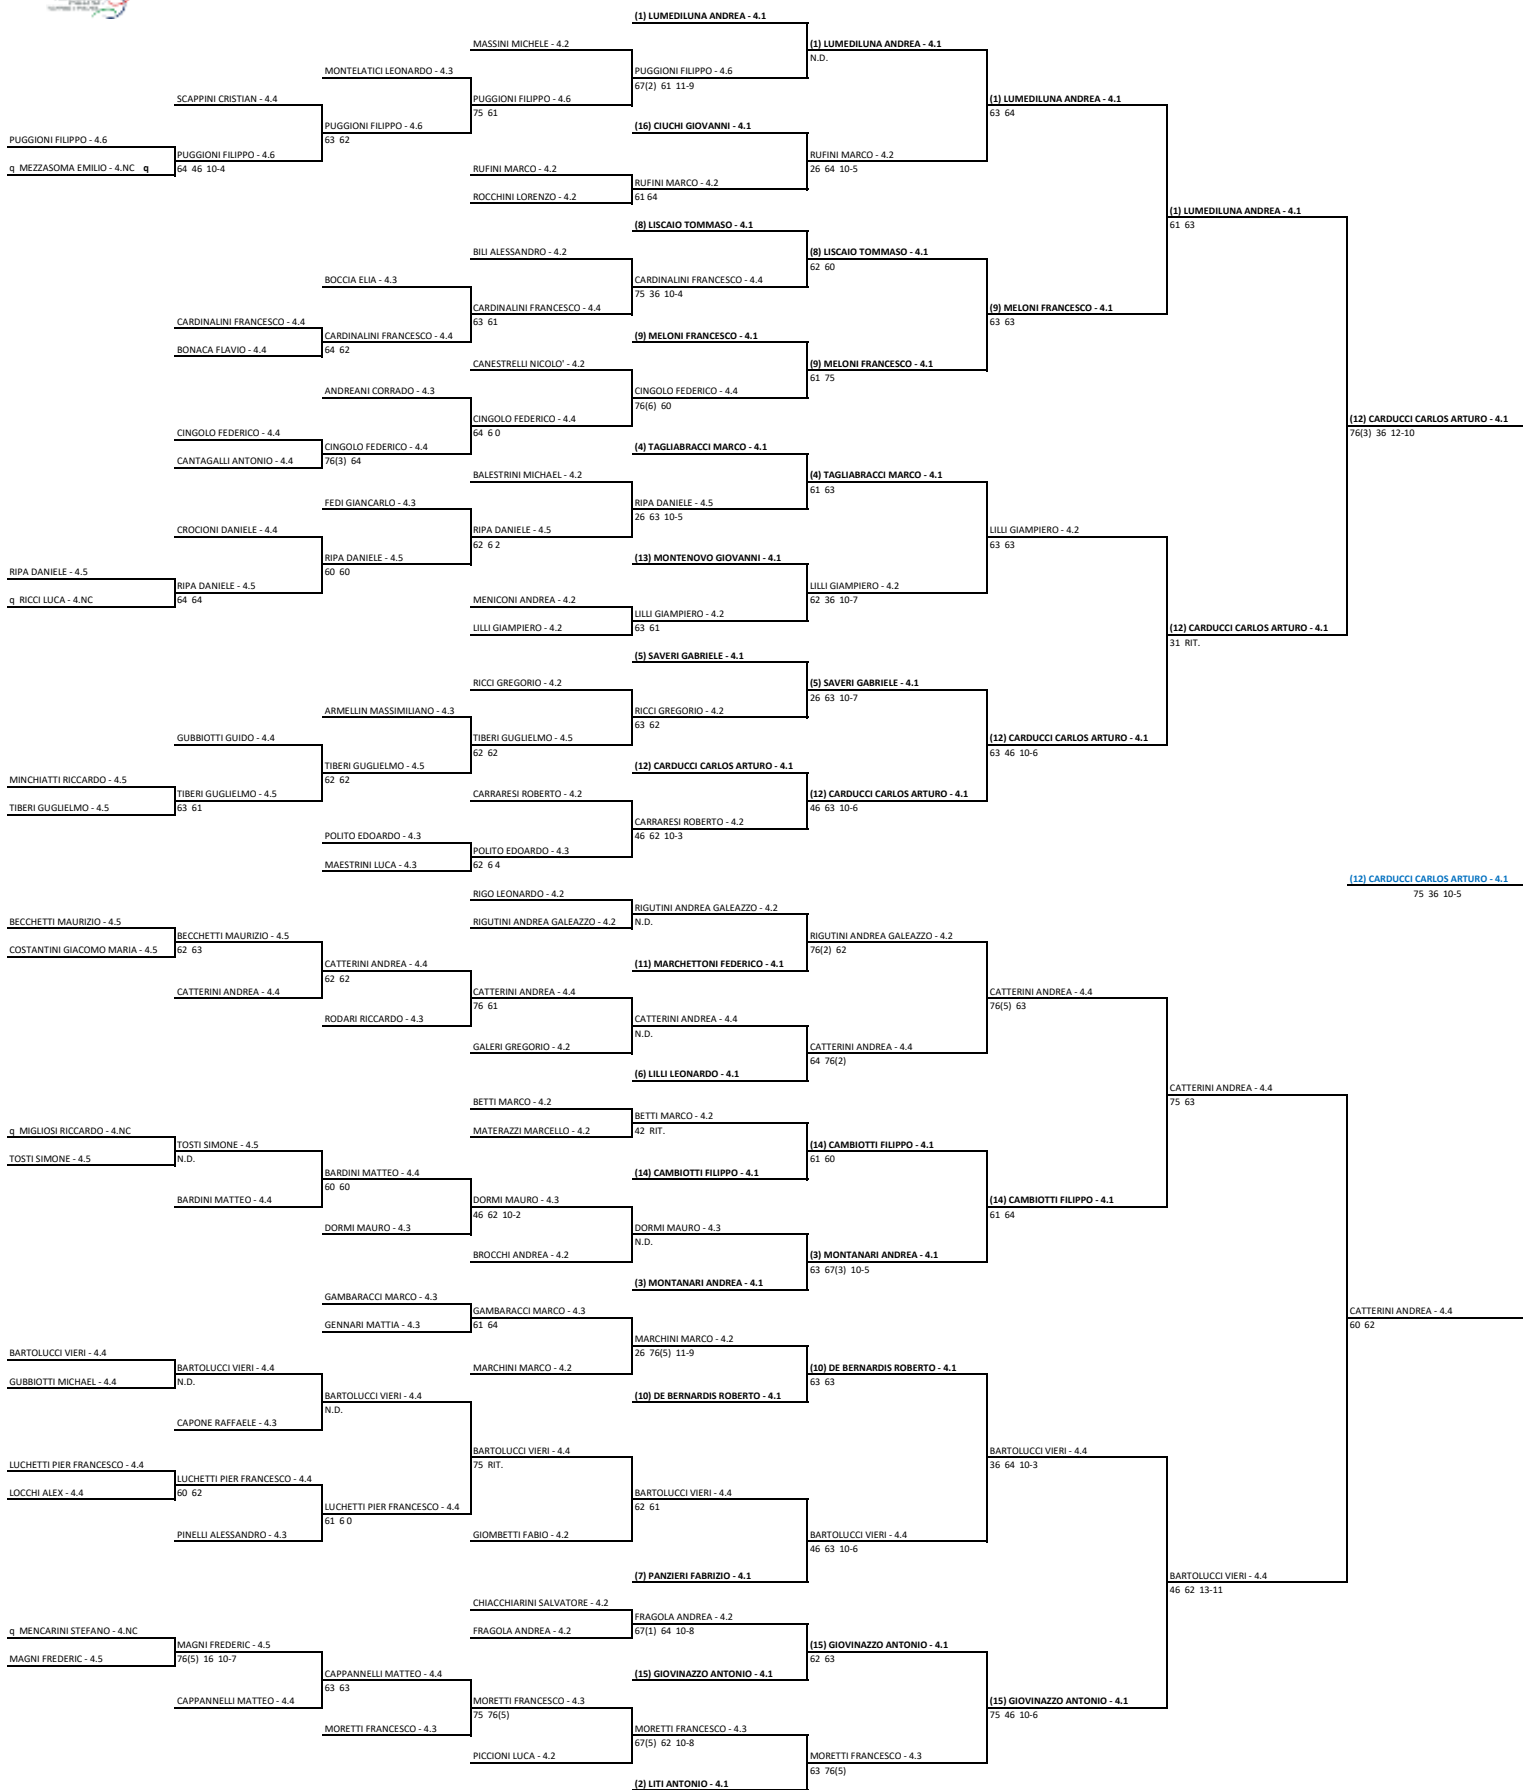 (1) LUMEDILUNA ANDREA - 4.1
MASSINI MICHELE - 4.2
(1) LUMEDILUNA ANDREA - 4.1
N.D.
MONTELATICI LEONARDO - 4.3
PUGGIONI FILIPPO - 4.6
67(2) 61 11-9
SCAPPINI CRISTIAN - 4.4
PUGGIONI FILIPPO - 4.6
75 61
(1) LUMEDILUNA ANDREA - 4.1
63 64
PUGGIONI FILIPPO - 4.6
PUGGIONI FILIPPO - 4.6
63 62
(16) CIUCHI GIOVANNI - 4.1
q MEZZASOMA EMILIO - 4.NC q
PUGGIONI FILIPPO - 4.6
64 46 10-4
RUFINI MARCO - 4.2
26 64 10-5
RUFINI MARCO - 4.2
RUFINI MARCO - 4.2
61 64
ROCCHINI LORENZO - 4.2
(1) LUMEDILUNA ANDREA - 4.1
61 63
(8) LISCAIO TOMMASO - 4.1
BILI ALESSANDRO - 4.2
(8) LISCAIO TOMMASO - 4.1
62 60
BOCCIA ELIA - 4.3
CARDINALINI FRANCESCO - 4.4
75 36 10-4
CARDINALINI FRANCESCO - 4.4
63 61
(9) MELONI FRANCESCO - 4.1
63 63
CARDINALINI FRANCESCO - 4.4
CARDINALINI FRANCESCO - 4.4
64 62
(9) MELONI FRANCESCO - 4.1
BONACA FLAVIO - 4.4
CANESTRELLI NICOLO' - 4.2
(9) MELONI FRANCESCO - 4.1
61 75
ANDREANI CORRADO - 4.3
CINGOLO FEDERICO - 4.4
76(6) 60
CINGOLO FEDERICO - 4.4
64 6 0
(12) CARDUCCI CARLOS ARTURO - 4.1
76(3) 36 12-10
CINGOLO FEDERICO - 4.4
CINGOLO FEDERICO - 4.4
76(3) 64
(4) TAGLIABRACCI MARCO - 4.1
CANTAGALLI ANTONIO - 4.4
BALESTRINI MICHAEL - 4.2
(4) TAGLIABRACCI MARCO - 4.1
61 63
FEDI GIANCARLO - 4.3
RIPA DANIELE - 4.5
26 63 10-5
CROCIONI DANIELE - 4.4
RIPA DANIELE - 4.5
62 6 2
LILLI GIAMPIERO - 4.2
63 63
RIPA DANIELE - 4.5
60 60
(13) MONTENOVO GIOVANNI - 4.1
RIPA DANIELE - 4.5
RIPA DANIELE - 4.5
64 64
LILLI GIAMPIERO - 4.2
62 36 10-7
q RICCI LUCA - 4.NC
MENICONI ANDREA - 4.2
LILLI GIAMPIERO - 4.2
63 61
LILLI GIAMPIERO - 4.2
(12) CARDUCCI CARLOS ARTURO - 4.1
31 RIT.
(5) SAVERI GABRIELE - 4.1
RICCI GREGORIO - 4.2
(5) SAVERI GABRIELE - 4.1
26 63 10-7
ARMELLIN MASSIMILIANO - 4.3
RICCI GREGORIO - 4.2
63 62
GUBBIOTTI GUIDO - 4.4
TIBERI GUGLIELMO - 4.5
62 62
(12) CARDUCCI CARLOS ARTURO - 4.1
63 46 10-6
TIBERI GUGLIELMO - 4.5
62 62
(12) CARDUCCI CARLOS ARTURO - 4.1
MINCHIATTI RICCARDO - 4.5
TIBERI GUGLIELMO - 4.5
63 61
CARRARESI ROBERTO - 4.2
(12) CARDUCCI CARLOS ARTURO - 4.1
46 63 10-6
TIBERI GUGLIELMO - 4.5
CARRARESI ROBERTO - 4.2
46 62 10-3
POLITO EDOARDO - 4.3
POLITO EDOARDO - 4.3
62 6 4
MAESTRINI LUCA - 4.3
(12) CARDUCCI CARLOS ARTURO - 4.1
75 36 10-5
RIGO LEONARDO - 4.2
RIGUTINI ANDREA GALEAZZO - 4.2
N.D.
BECCHETTI MAURIZIO - 4.5
RIGUTINI ANDREA GALEAZZO - 4.2
BECCHETTI MAURIZIO - 4.5
62 63
RIGUTINI ANDREA GALEAZZO - 4.2
76(2) 62
COSTANTINI GIACOMO MARIA - 4.5
CATTERINI ANDREA - 4.4
62 62
(11) MARCHETTONI FEDERICO - 4.1
CATTERINI ANDREA - 4.4
CATTERINI ANDREA - 4.4
76 61
CATTERINI ANDREA - 4.4
76(5) 63
RODARI RICCARDO - 4.3
CATTERINI ANDREA - 4.4
N.D.
GALERI GREGORIO - 4.2
CATTERINI ANDREA - 4.4
64 76(2)
(6) LILLI LEONARDO - 4.1
CATTERINI ANDREA - 4.4
75 63
BETTI MARCO - 4.2
BETTI MARCO - 4.2
42 RIT.
q MIGLIOSI RICCARDO - 4.NC
MATERAZZI MARCELLO - 4.2
TOSTI SIMONE - 4.5
N.D.
(14) CAMBIOTTI FILIPPO - 4.1
61 60
TOSTI SIMONE - 4.5
BARDINI MATTEO - 4.4
60 60
(14) CAMBIOTTI FILIPPO - 4.1
BARDINI MATTEO - 4.4
DORMI MAURO - 4.3
46 62 10-2
(14) CAMBIOTTI FILIPPO - 4.1
61 64
DORMI MAURO - 4.3
DORMI MAURO - 4.3
N.D.
BROCCHI ANDREA - 4.2
(3) MONTANARI ANDREA - 4.1
63 67(3) 10-5
(3) MONTANARI ANDREA - 4.1
GAMBARACCI MARCO - 4.3
GAMBARACCI MARCO - 4.3
61 64
CATTERINI ANDREA - 4.4
60 62
GENNARI MATTIA - 4.3
MARCHINI MARCO - 4.2
26 76(5) 11-9
BARTOLUCCI VIERI - 4.4
BARTOLUCCI VIERI - 4.4
N.D.
MARCHINI MARCO - 4.2
(10) DE BERNARDIS ROBERTO - 4.1
63 63
GUBBIOTTI MICHAEL - 4.4
BARTOLUCCI VIERI - 4.4
N.D.
(10) DE BERNARDIS ROBERTO - 4.1
CAPONE RAFFAELE - 4.3
BARTOLUCCI VIERI - 4.4
75 RIT.
BARTOLUCCI VIERI - 4.4
36 64 10-3
LUCHETTI PIER FRANCESCO - 4.4
LUCHETTI PIER FRANCESCO - 4.4
60 62
LOCCHI ALEX - 4.4
BARTOLUCCI VIERI - 4.4
62 61
LUCHETTI PIER FRANCESCO - 4.4
61 6 0
PINELLI ALESSANDRO - 4.3
GIOMBETTI FABIO - 4.2
BARTOLUCCI VIERI - 4.4
46 63 10-6
(7) PANZIERI FABRIZIO - 4.1
BARTOLUCCI VIERI - 4.4
46 62 13-11
CHIACCHIARINI SALVATORE - 4.2
FRAGOLA ANDREA - 4.2
67(1) 64 10-8
q MENCARINI STEFANO - 4.NC
FRAGOLA ANDREA - 4.2
MAGNI FREDERIC - 4.5
76(5) 16 10-7
(15) GIOVINAZZO ANTONIO - 4.1
62 63
MAGNI FREDERIC - 4.5
CAPPANNELLI MATTEO - 4.4
63 63
(15) GIOVINAZZO ANTONIO - 4.1
CAPPANNELLI MATTEO - 4.4
MORETTI FRANCESCO - 4.3
75 76(5)
(15) GIOVINAZZO ANTONIO - 4.1
75 46 10-6
MORETTI FRANCESCO - 4.3
MORETTI FRANCESCO - 4.3
67(5) 62 10-8
PICCIONI LUCA - 4.2
MORETTI FRANCESCO - 4.3
63 76(5)
(2) LITI ANTONIO - 4.1